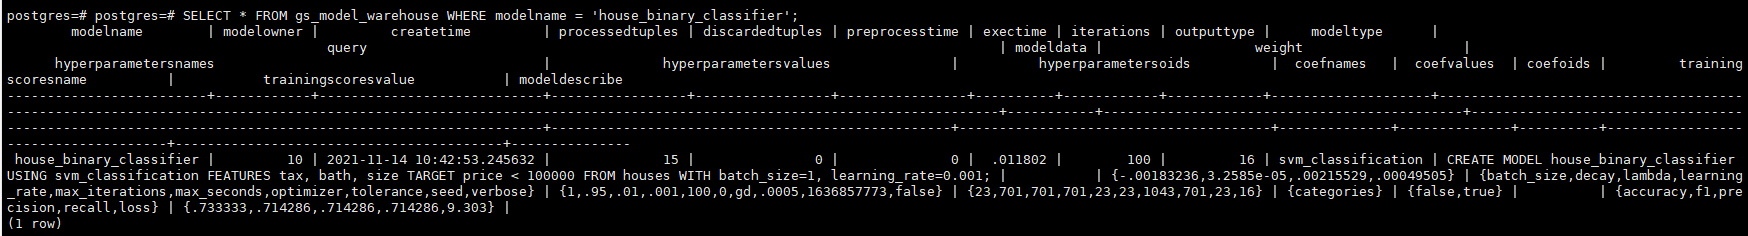 postgres=# postgres=# SELECT * FROM gs_model_warehouse WHERE modelname = 'house_binary_classifier';
        modelname        | modelowner |         createtime         | processedtuples | discardedtuples | preprocesstime | exectime | iterations | outputtype |     modeltype      |
                                        query                                                                                | modeldata |                   weight                    |
      hyperparametersnames                                         |              hyperparametersvalues               |          hyperparametersoids          |  coefnames   |  coefvalues  | coefoids |         training
scoresname          |           trainingscoresvalue           | modeldescribe
-------------------------+------------+----------------------------+-----------------+-----------------+----------------+----------+------------+------------+--------------------+--------------------------------------
----------------------------------------------------------------------------------------------------------------------------+-----------+---------------------------------------------+----------------------------------
-------------------------------------------------------------------+--------------------------------------------------+---------------------------------------+--------------+--------------+----------+-----------------
--------------------+-----------------------------------------+---------------
 house_binary_classifier |         10 | 2021-11-14 10:42:53.245632 |              15 |               0 |              0 |  .011802 |        100 |         16 | svm_classification | CREATE MODEL house_binary_classifier
USING svm_classification FEATURES tax, bath, size TARGET price < 100000 FROM houses WITH batch_size=1, learning_rate=0.001; |           | {-.00183236,3.2585e-05,.00215529,.00049505} | {batch_size,decay,lambda,learning
_rate,max_iterations,max_seconds,optimizer,tolerance,seed,verbose} | {1,.95,.01,.001,100,0,gd,.0005,1636857773,false} | {23,701,701,701,23,23,1043,701,23,16} | {categories} | {false,true} |          | {accuracy,f1,pre
cision,recall,loss} | {.733333,.714286,.714286,.714286,9.303} |
(1 row)